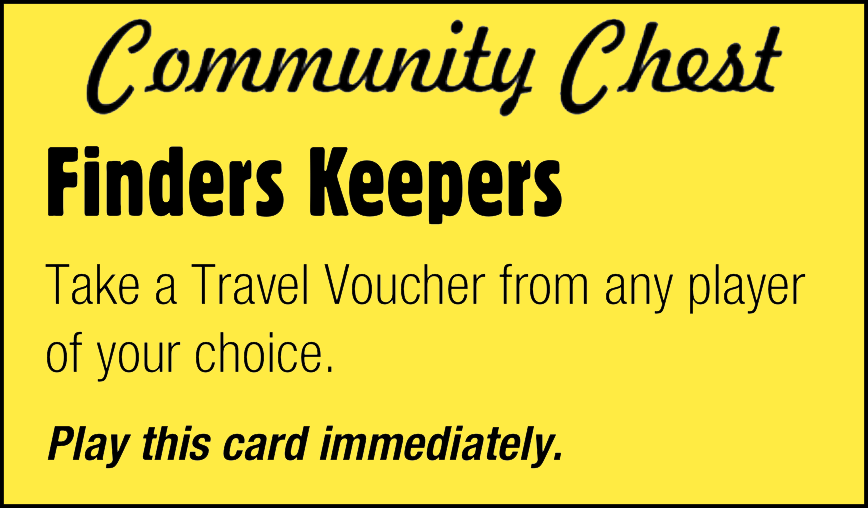 Community Chest
Finders Keepers
Take a Travel Voucher from any player
of your choice.
Play this card immediately.